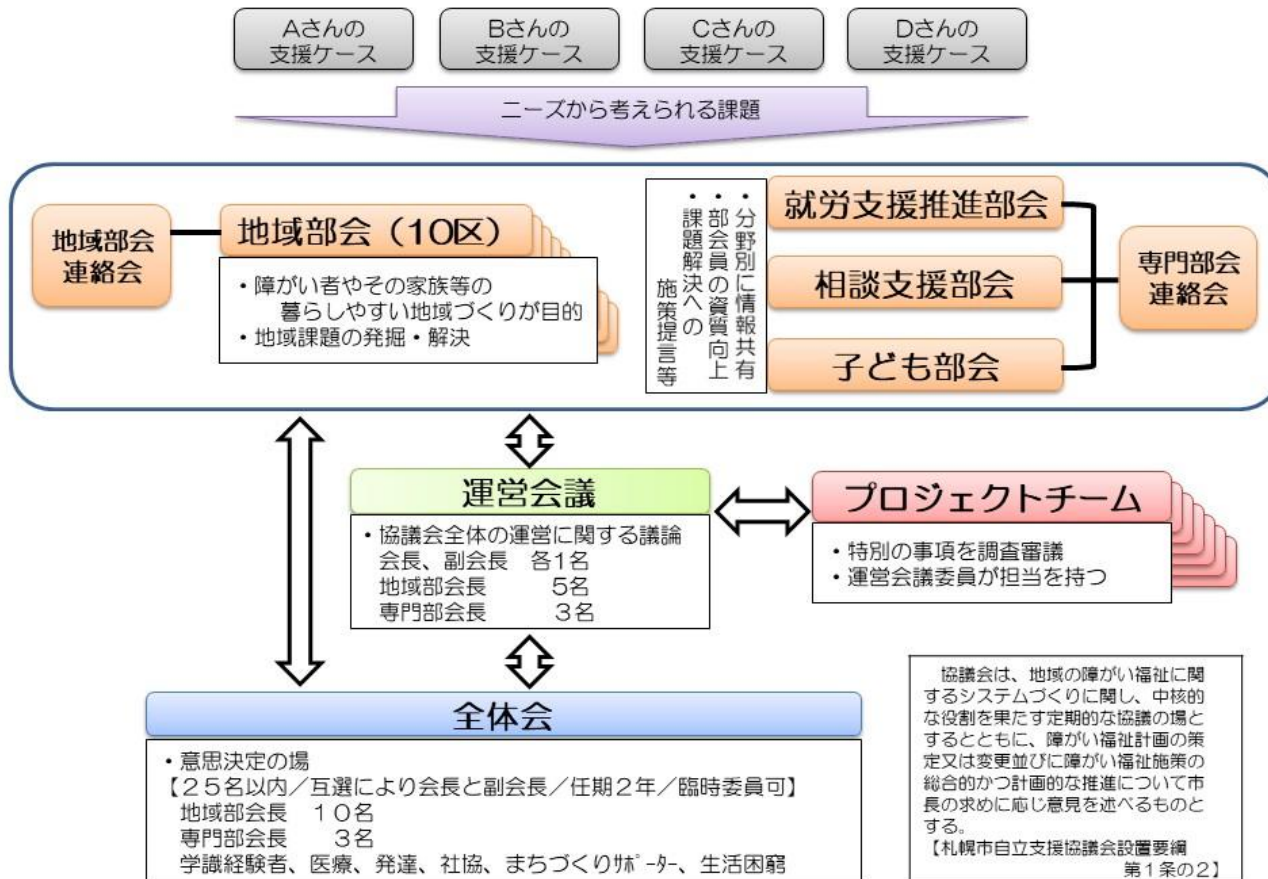 Aさんの
支援ケース
Bさんの
支援ケース
Cさんの
支援ケース
Dさんの
支援ケース
ニーズから考えられる課題
地域部会
連絡会
地域部会（10区）
・障がい者やその家族等の
暮らしやすい地域づくりが目的
・地域課題の発掘・解決
・分野別に情報共有
・部会員の資質向上
・課題解決への
施策提言等
就労支援推進部会
相談支援部会
子ども部会
専門部会
連絡会
運営会議
・協議会全体の運営に関する議論
会長、副会長　各1名
地域部会長　　　5名
専門部会長　　　3名
プロジェクトチーム
・特別の事項を調査審議
・運営会議委員が担当を持つ
全体会
・意思決定の場
【２５名以内／互選により会長と副会長／任期２年／臨時委員可】
地域部会長　１０名
専門部会長　　３名
学識経験者、医療、発達、社協、まちづくりｻﾎﾟｰﾀｰ、生活困窮
協議会は、地域の障がい福祉に関
するシステムづくりに関し、中核的
な役割を果たす定期的な協議の場と
するとともに、障がい福祉計画の策
定又は変更並びに障がい福祉施策の
総合的かつ計画的な推進について市
長の求めに応じ意見を述べるものと
する。
【札幌市自立支援協議会設置要綱
第１条の２】